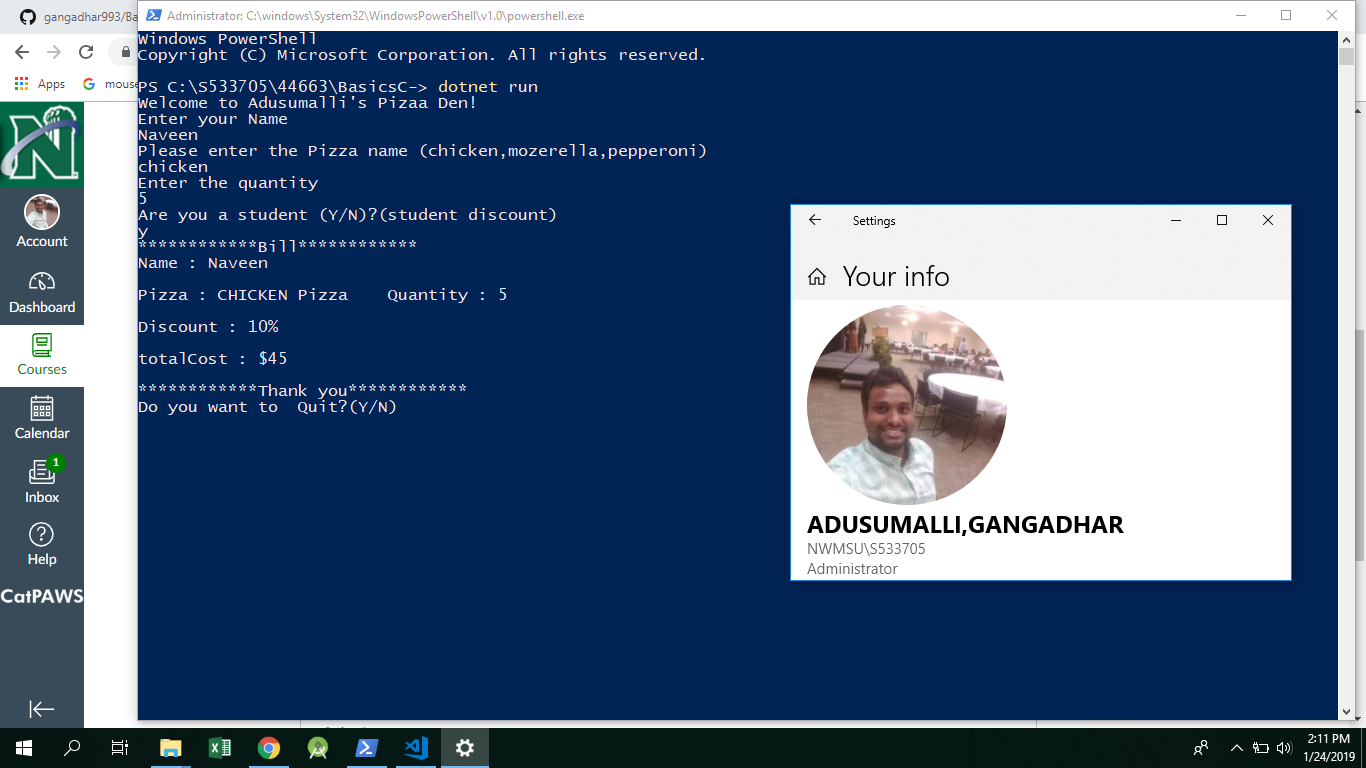 gangadhar993/Ba
Apps
mouse
Account
Dashboard
Courses
Calendar
1
Inbox
Help
CatPAWS
Administrator: C:\windows\System32\WindowsPowerShell\v1.0\powershell.exe
Windows PowerShell
Copyright (C) Microsoft Corporation. All rights reserved.
PS C:\S533705\44663\BasicsC-> dotnet run
Welcome to Adusumalli's Pizaa Den!
Enter your Name
Naveen
Please enter the Pizza name (chicken,mozerella,pepperoni)
chicken
Enter the quantity
5
Are you a student (Y/N)?(student discount)
y
************Bill************
Name : Naveen
Pizza : CHICKEN Pizza    Quantity : 5
Discount : 10%
totalCost : $45
************Thank you************
Do you want to  Quit?(Y/N)
Settings
Your info
ADUSUMALLI,GANGADHAR
NWMSU\S533705
Administrator
2:11 PM
1/24/2019